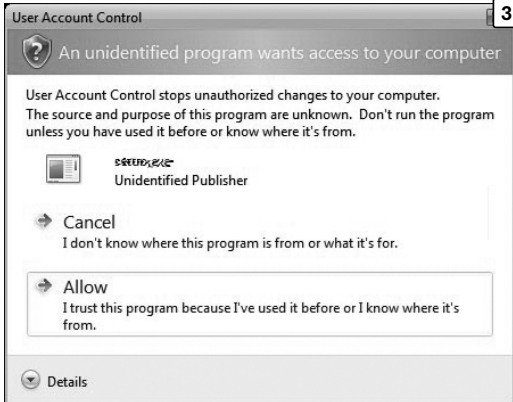 User Account Control
3
An unidentified program wants access to your computer
User Account Control stops unauthorized changes to your computer.
The source and purpose of this program are unknown. Don't run the program
unless you have used it before or know where it's from.
Unidentified Publisher
Cancel
I don't know where this program is from or what it's for.
Allow
I trust this program because I've used it before or I know where it's
from.
Details